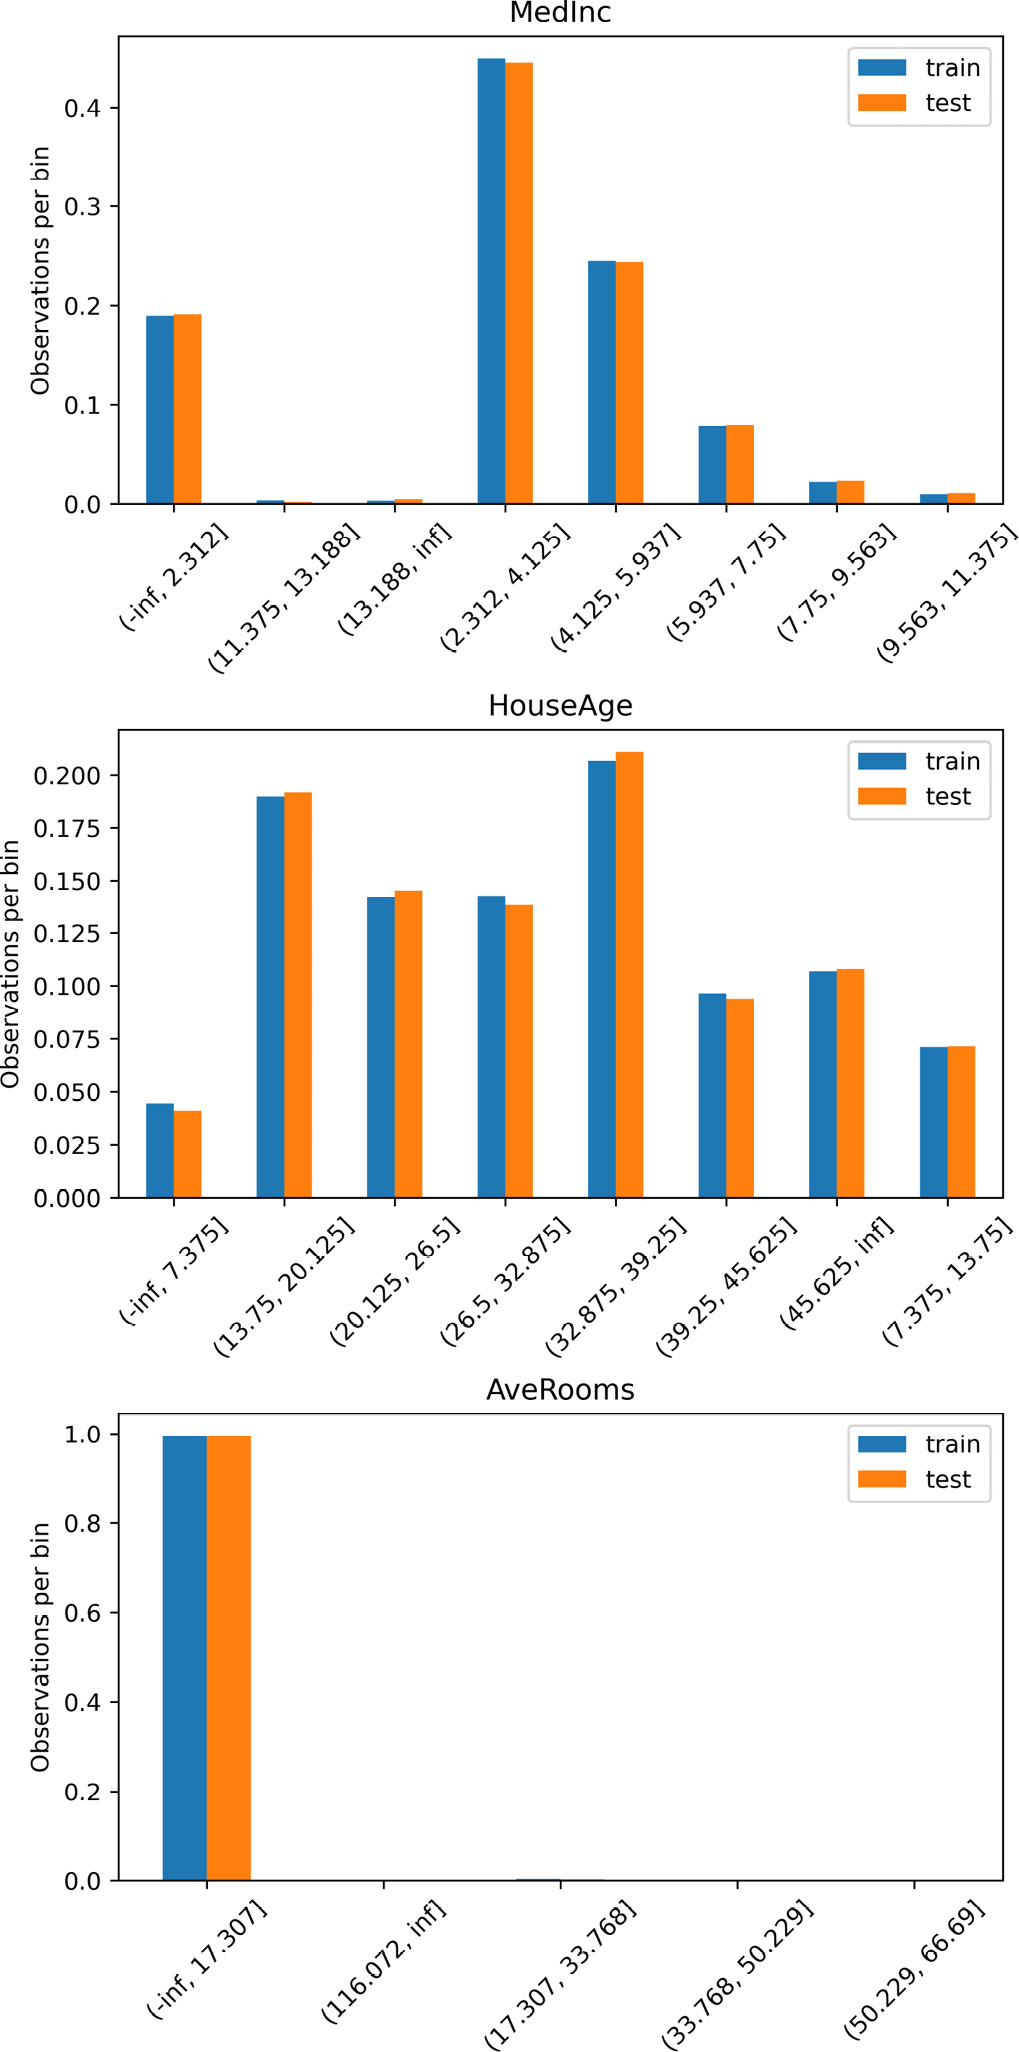 MedInc
train
test
Observations per bin
0.4
0.3
0.2
0.1
0.0
(-inf, 2.312]
(11.375, 13.188]
(13.188, inf]
(2.312, 4.125]
(4.125, 5.937]
(5.937, 7.75]
(7.75, 9.563]
(9.563, 11.375]
HouseAge
train
test
Observations per bin
0.200
0.175
0.150
0.125
0.100
0.075
0.050
0.025
0.000
(-inf, 7.375]
(13.75, 20.125]
(20.125, 26.5]
(26.5, 32.875]
(32.875, 39.25]
(39.25, 45.625]
(45.625, inf]
(7.375, 13.75]
AveRooms
train
test
Observations per bin
1.0
0.8
0.6
0.4
0.2
0.0
(-inf, 17.307]
(116.072, inf]
(17.307, 33.768]
(33.768, 50.229]
(50.229, 66.69]